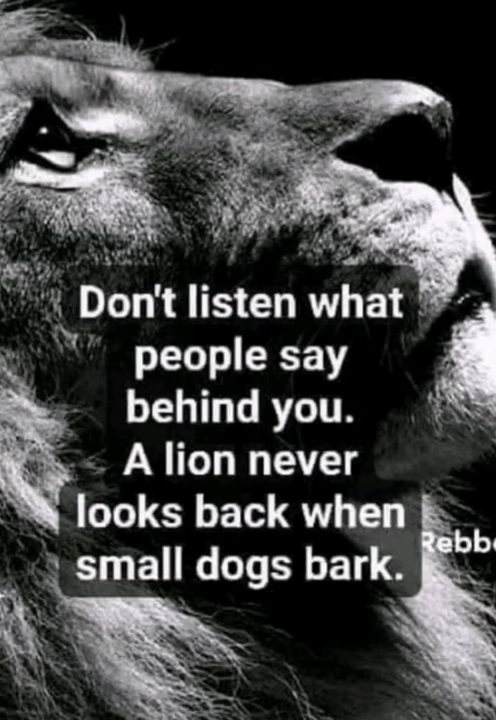 Don't listen what
people say
behind you.
A lion never
looks back when
small dogs bark.